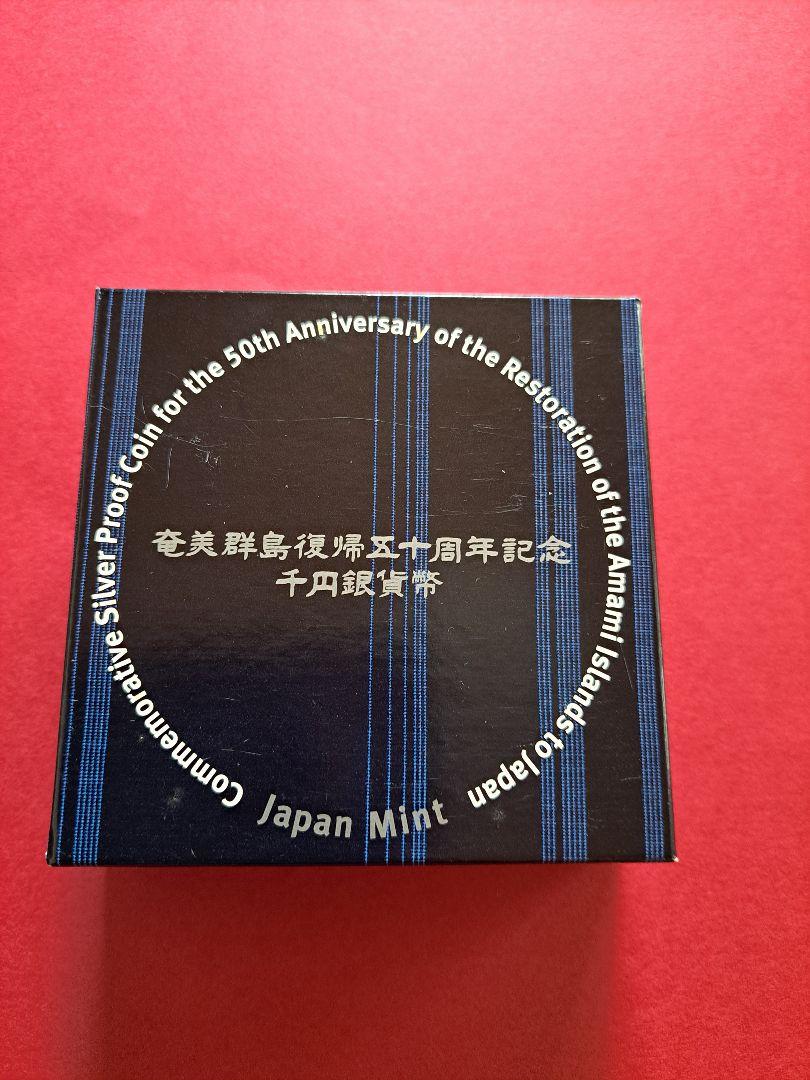 Commemorative Silver Proof Coin for the 50th Anniversary of the Restoration of the Amami Islands to Japan
奄美群島復帰五十周年記念
千円銀貨幣
Japan Mint